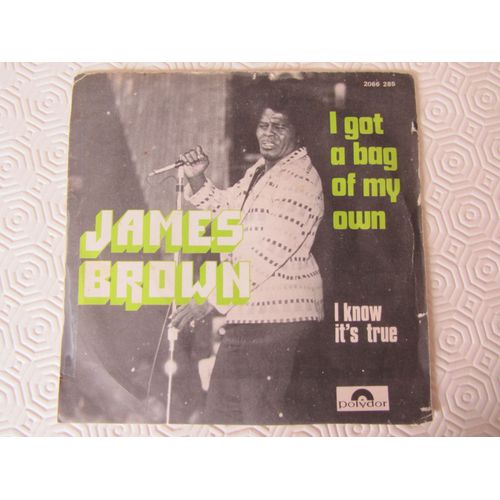 2066 285
I got
a bag
of my
own
JAMES
BROWN
I know
it's true
Polydor